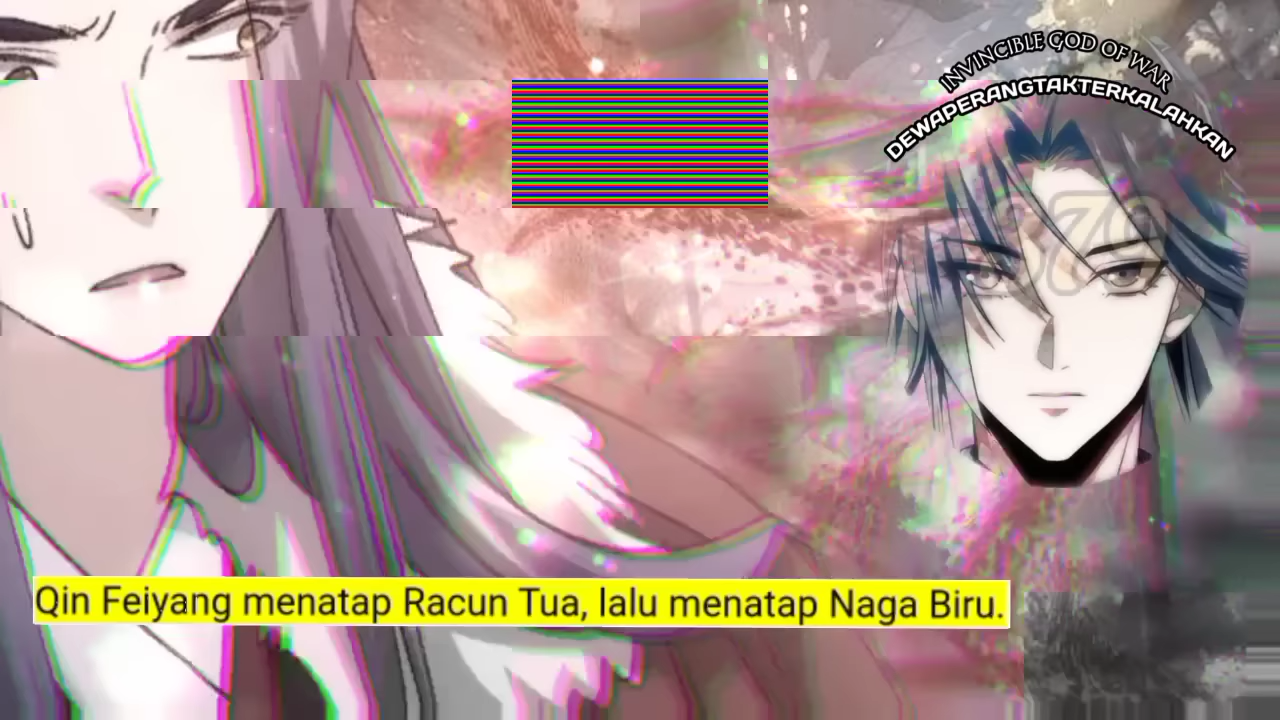 INVINCIBLE GOD OF WAR
DEWAPERANGTAKTERKALAHKAN
Qin Feiyang menatap Racun Tua, lalu menatap Naga Biru.